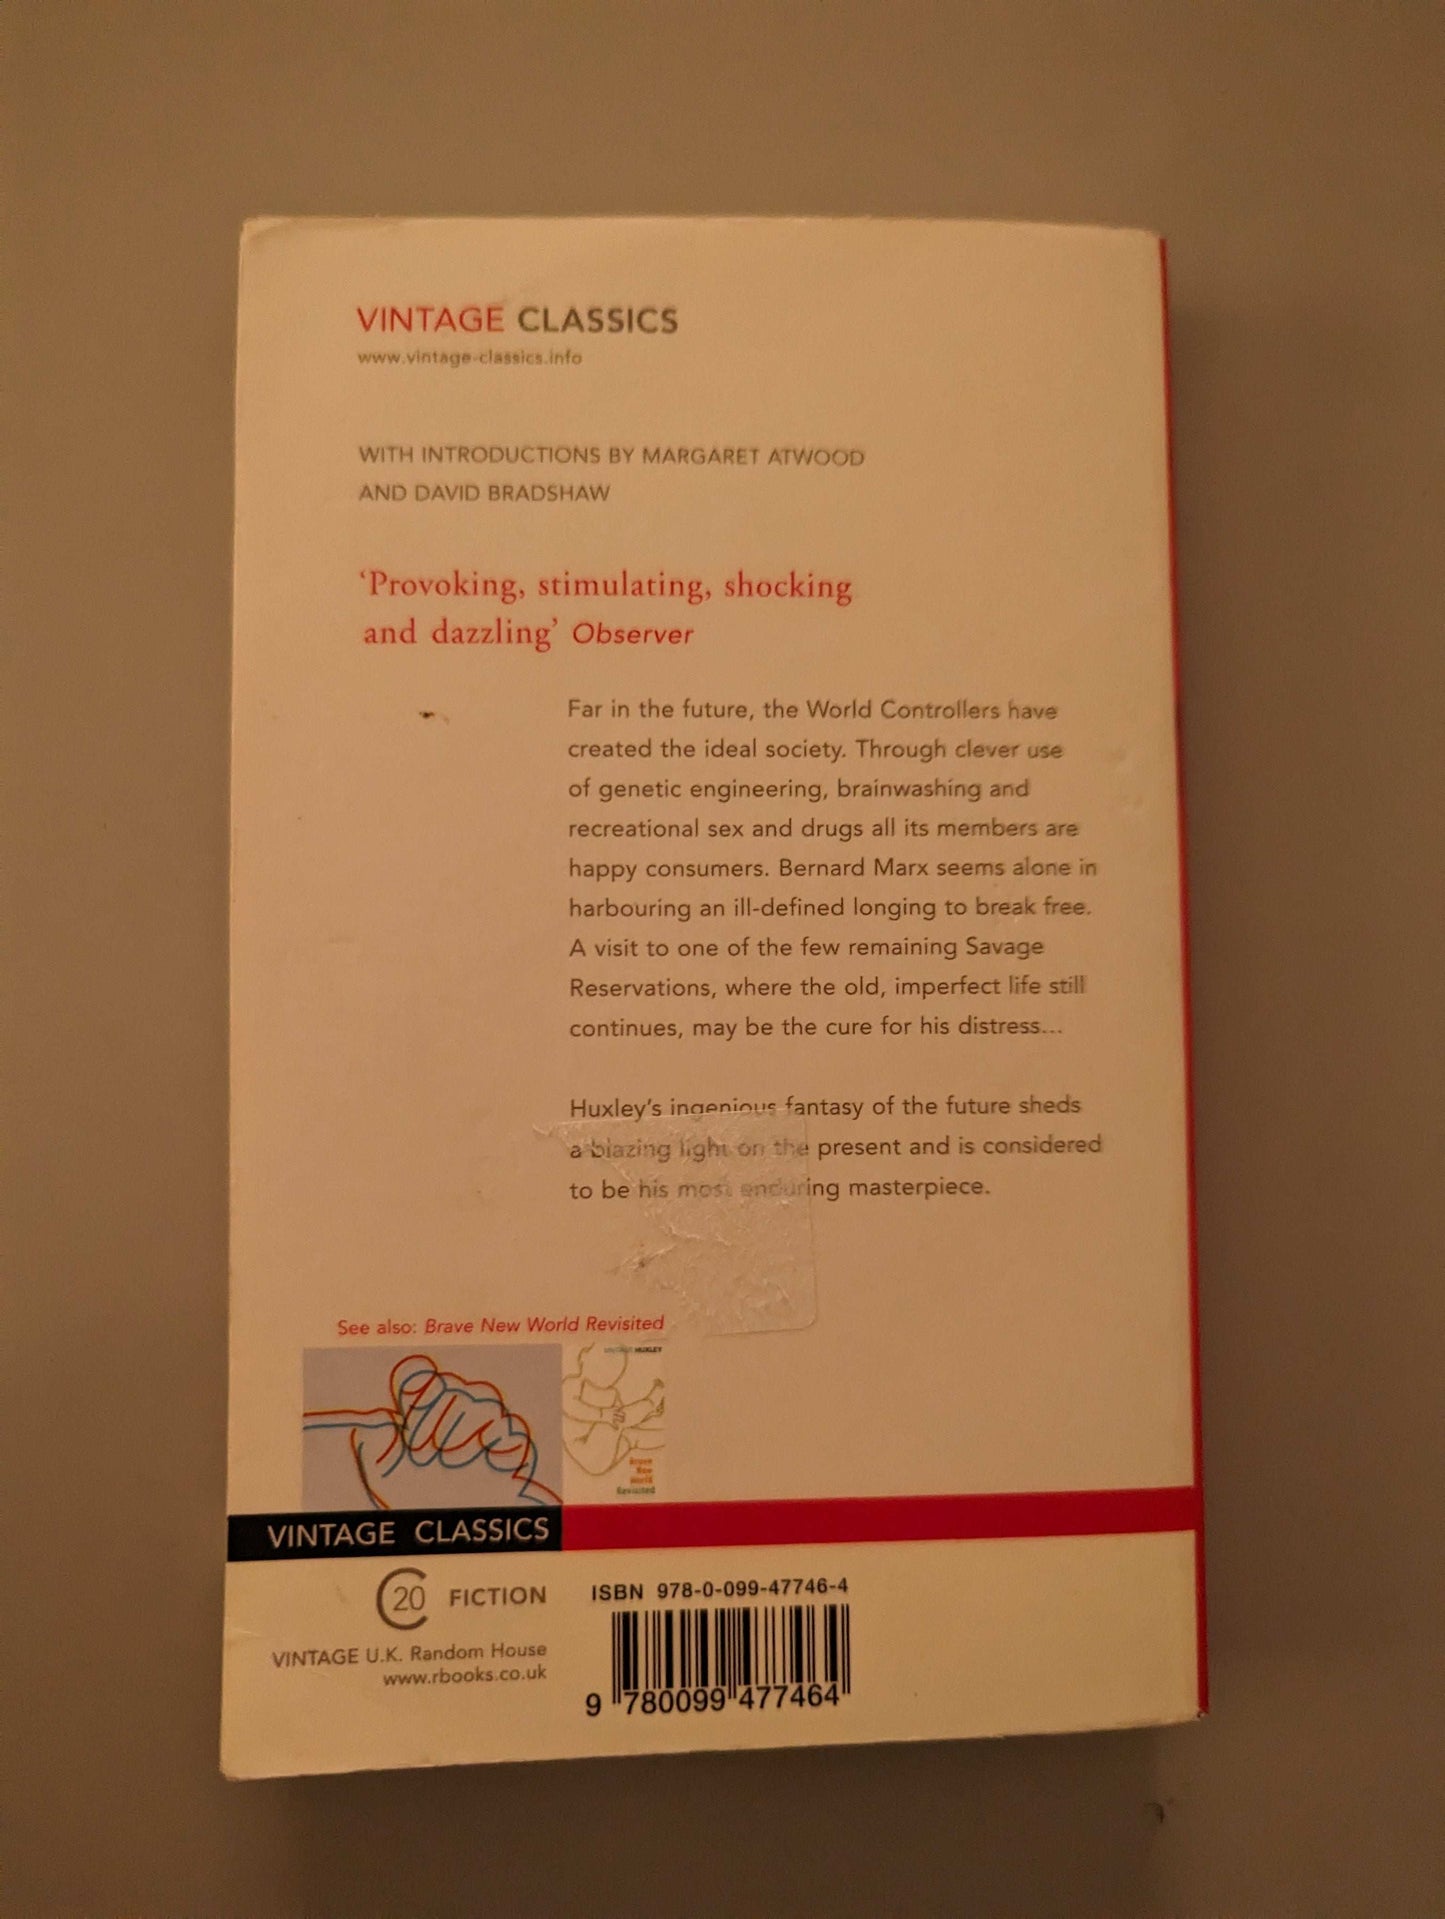 VINTAGE CLASSICS
www.vintage-classics.info
WITH INTRODUCTIONS BY MARGARET ATWOOD
AND DAVID BRADSHAW
‘Provoking, stimulating, shocking
and dazzling’ Observer
Far in the future, the World Controllers have
created the ideal society. Through clever use
of genetic engineering, brainwashing and
recreational sex and drugs all its members are
happy consumers. Bernard Marx seems alone in
harbouring an ill-defined longing to break free.
A visit to one of the few remaining Savage
Reservations, where the old, imperfect life still
continues, may be the cure for his distress...
Huxley’s ingenious fantasy of the future sheds
a blazing light on the present and is considered
to be his most enduring masterpiece.
See also: Brave New World Revisited
VINTAGE HUXLEY
Brave
New
World
Revisited
VINTAGE CLASSICS
C20 FICTION
VINTAGE U.K. Random House
www.rbooks.co.uk
ISBN 978-0-099-47746-4
9 780099 477464